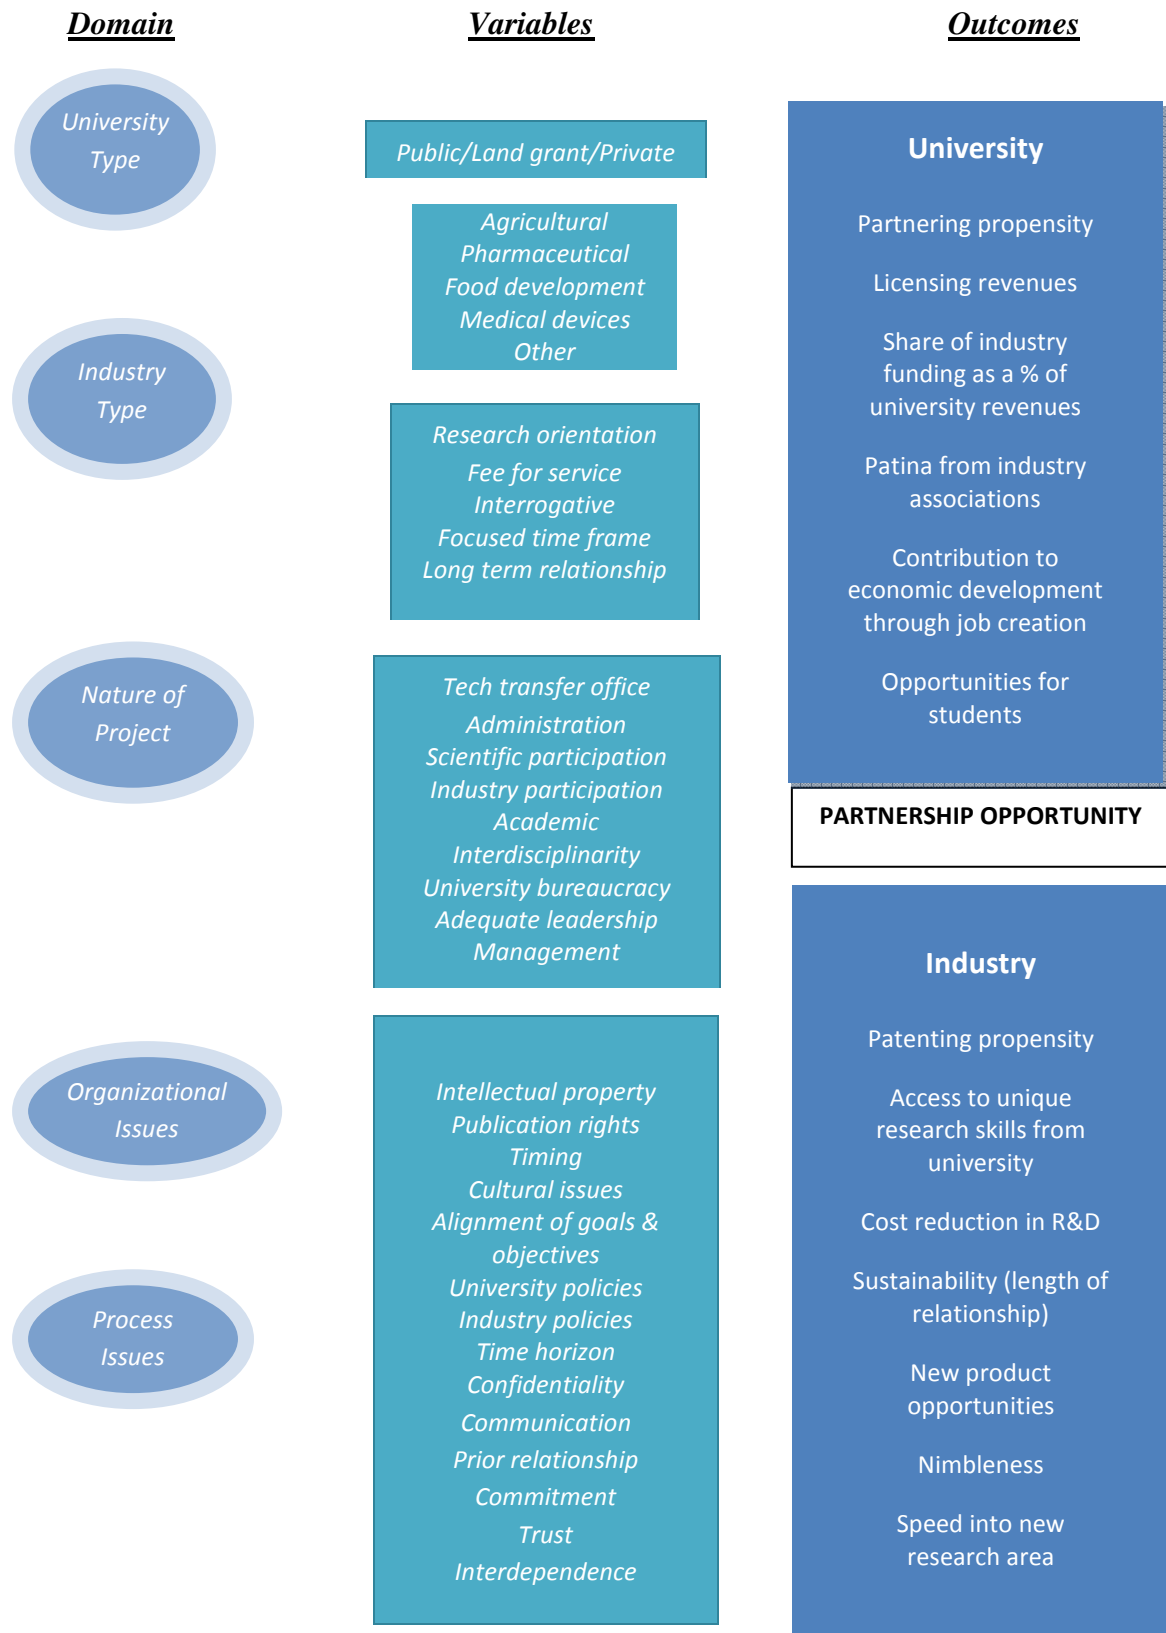 Domain
Variables
Outcomes
University
Type
Industry
Type
Nature of
Project
Organizational
Issues
Process
Issues
Public/Land grant/Private
Agricultural
Pharmaceutical
Food development
Medical devices
Other
Research orientation
Fee for service
Interrogative
Focused time frame
Long term relationship
Tech transfer office
Administration
Scientific participation
Industry participation
Academic
Interdisciplinarity
University bureaucracy
Adequate leadership
Management
Intellectual property
Publication rights
Timing
Cultural issues
Alignment of goals &
objectives
University policies
Industry policies
Time horizon
Confidentiality
Communication
Prior relationship
Commitment
Trust
Interdependence
University
Partnering propensity
Licensing revenues
Share of industry
funding as a % of
university revenues
Patina from industry
associations
Contribution to
economic development
through job creation
Opportunities for
students
PARTNERSHIP OPPORTUNITY
Industry
Patenting propensity
Access to unique
research skills from
university
Cost reduction in R&D
Sustainability (length of
relationship)
New product
opportunities
Nimbleness
Speed into new
research area